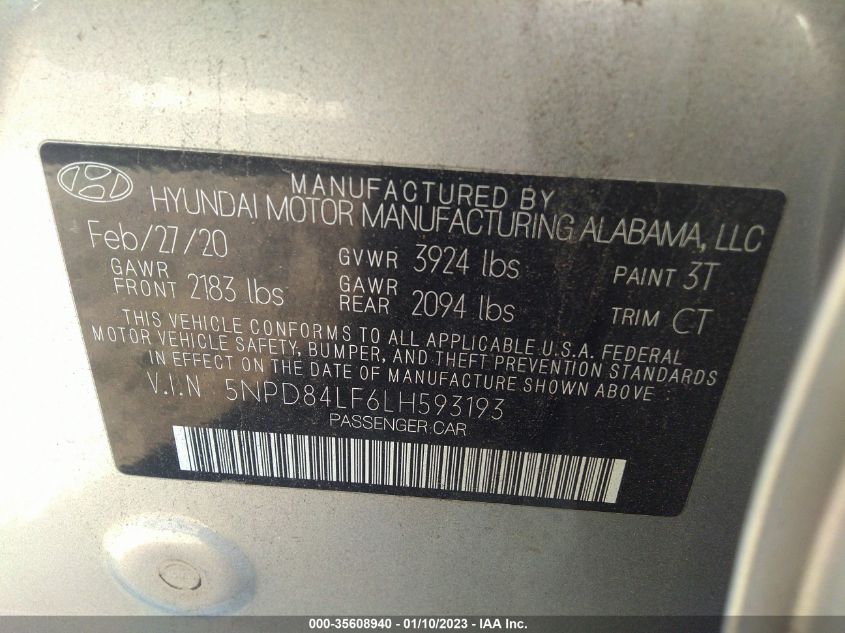 MANUFACTURED BY
HYUNDAI MOTOR MANUFACTURING ALABAMA, LLC
Feb/27/20 GVWR 3924 lbs PAINT 3T
GAWR FRONT 2183 lbs GAWR REAR 2094 lbs TRIM CT
THIS VEHICLE CONFORMS TO ALL APPLICABLE U.S.A. FEDERAL
MOTOR VEHICLE SAFETY, BUMPER, AND THEFT PREVENTION STANDARDS
IN EFFECT ON THE DATE OF MANUFACTURE SHOWN ABOVE
V.I.N 5NPD84LF6LH593193
PASSENGER CAR
000-35608940 - 01/10/2023 - IAA Inc.